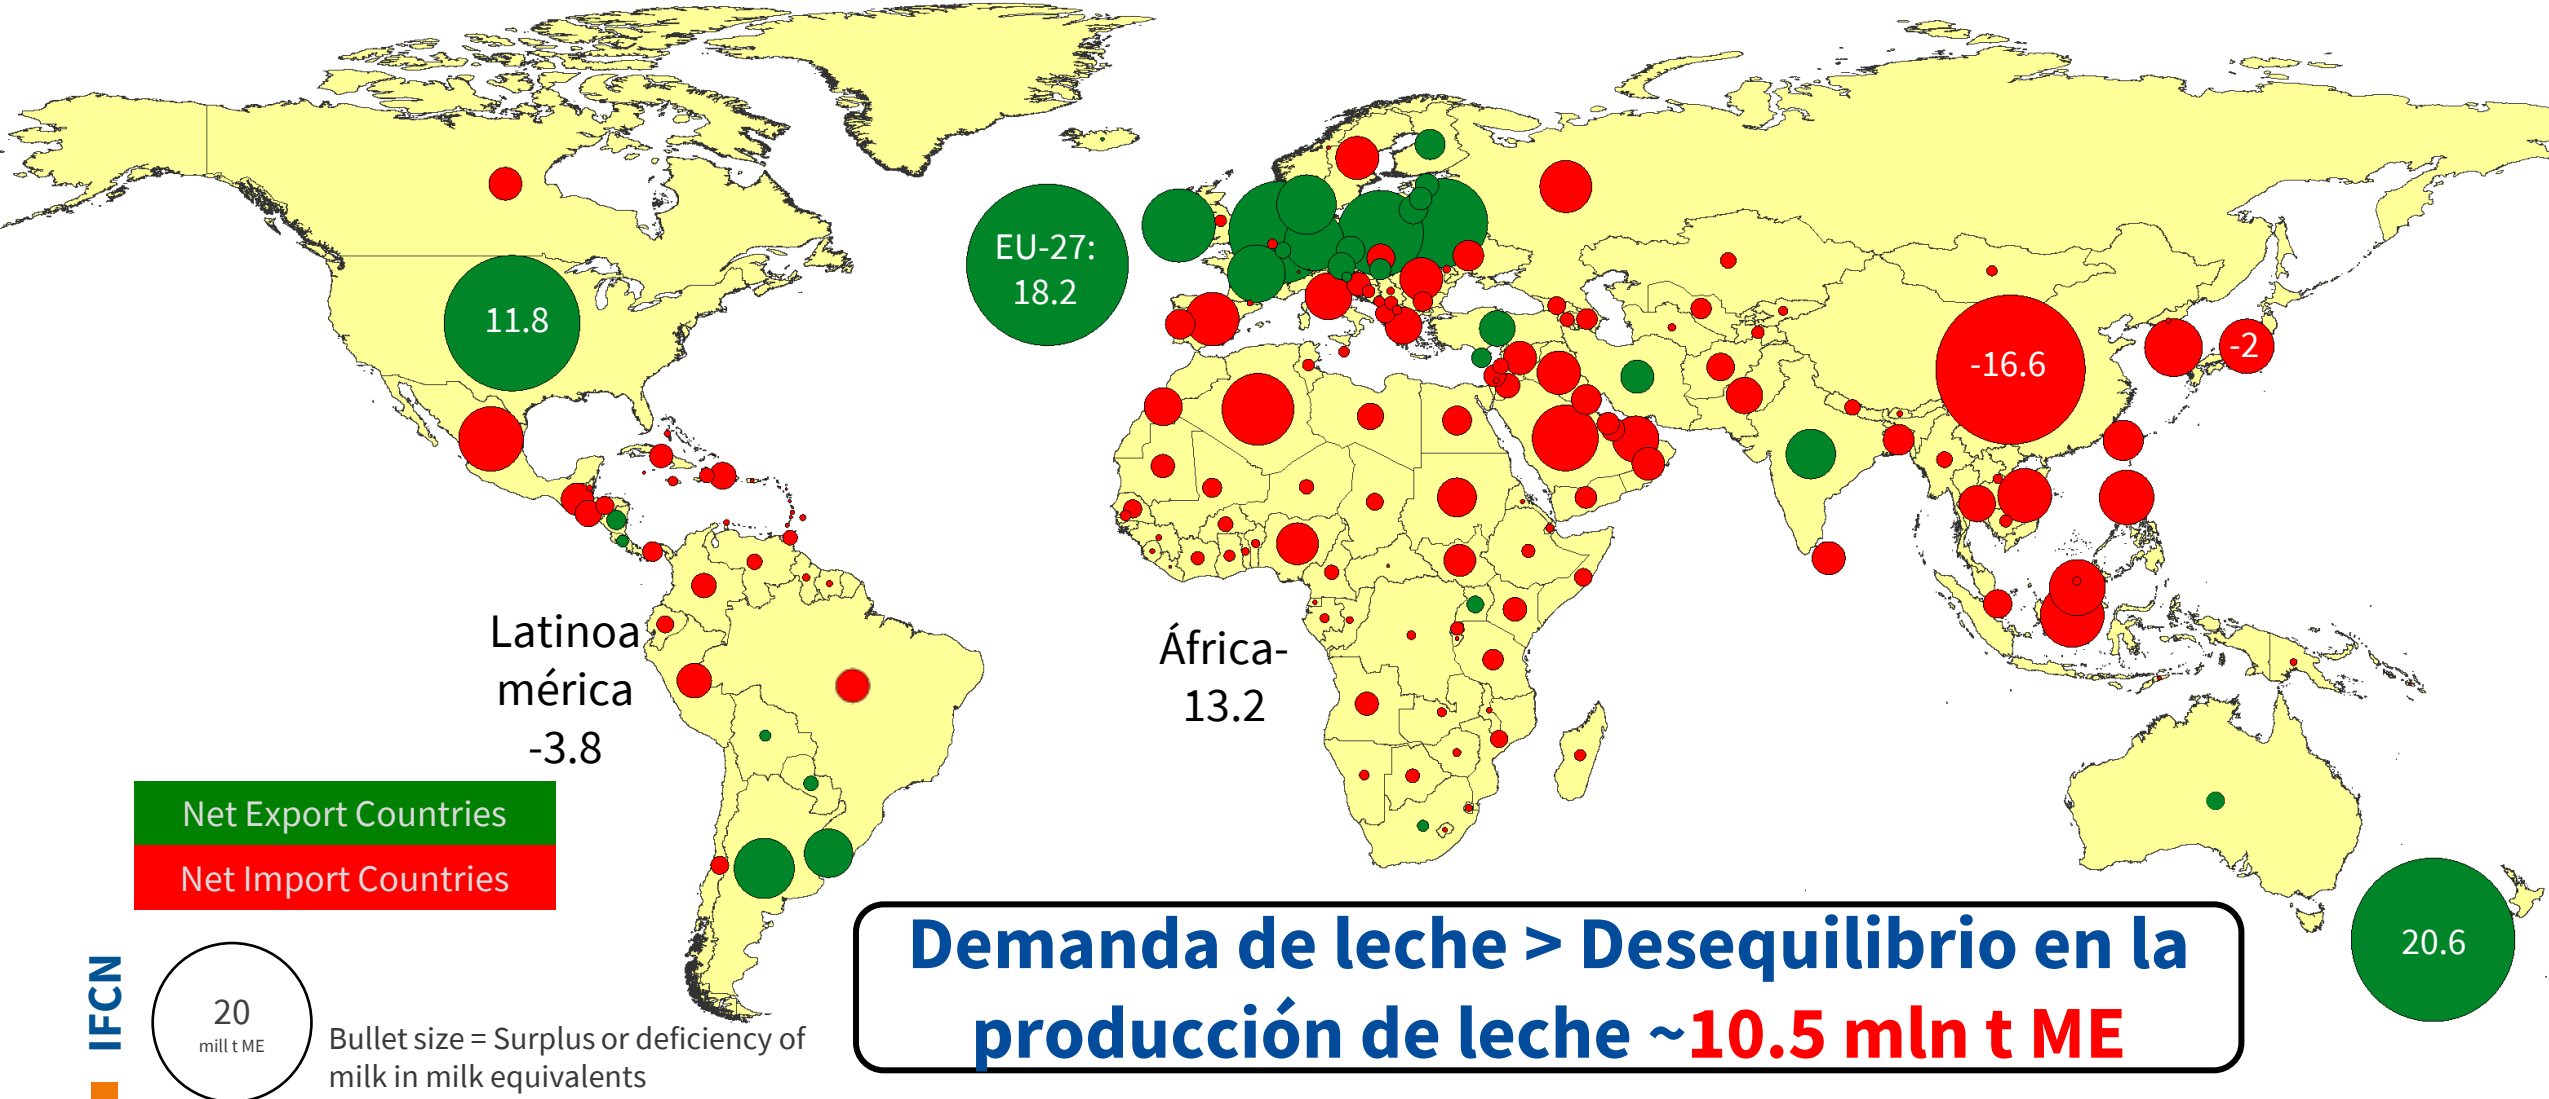 EU-27:
18.2
11.8
-16.6
-2
Latinoa
mérica
-3.8
África-
13.2
Net Export Countries
Net Import Countries
20.6
Demanda de leche > Desequilibrio en la
producción de leche ~10.5 mln t ME
IFCN
20
mill t ME
Bullet size = Surplus or deficiency of
milk in milk equivalents